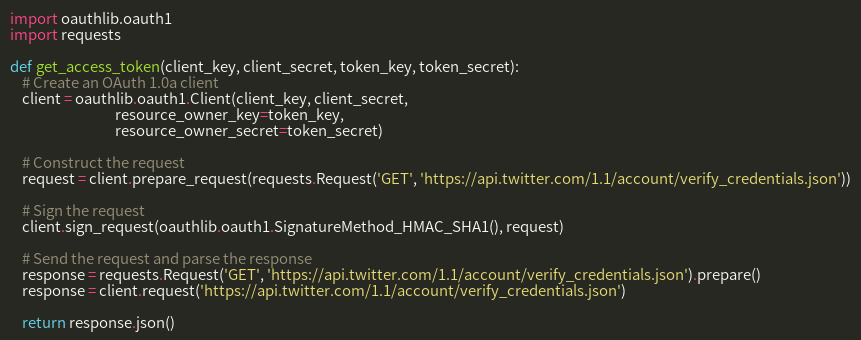 import oauthlib.oauth1
import requests
def get_access_token(client_key, client_secret, token_key, token_secret):
# Create an OAuth 1.0a client
client = oauthlib.oauth1.Client(client_key, client_secret,
resource_owner_key=token_key,
resource_owner_secret=token_secret)
# Construct the request
request = client.prepare_request(requests.Request('GET', 'https://api.twitter.com/1.1/account/verify_credentials.json'))
# Sign the request
client.sign_request(oauthlib.oauth1.SignatureMethod_HMAC_SHA1(), request)
# Send the request and parse the response
response = requests.Request('GET', 'https://api.twitter.com/1.1/account/verify_credentials.json').prepare()
response = client.request('https://api.twitter.com/1.1/account/verify_credentials.json')
return response.json()